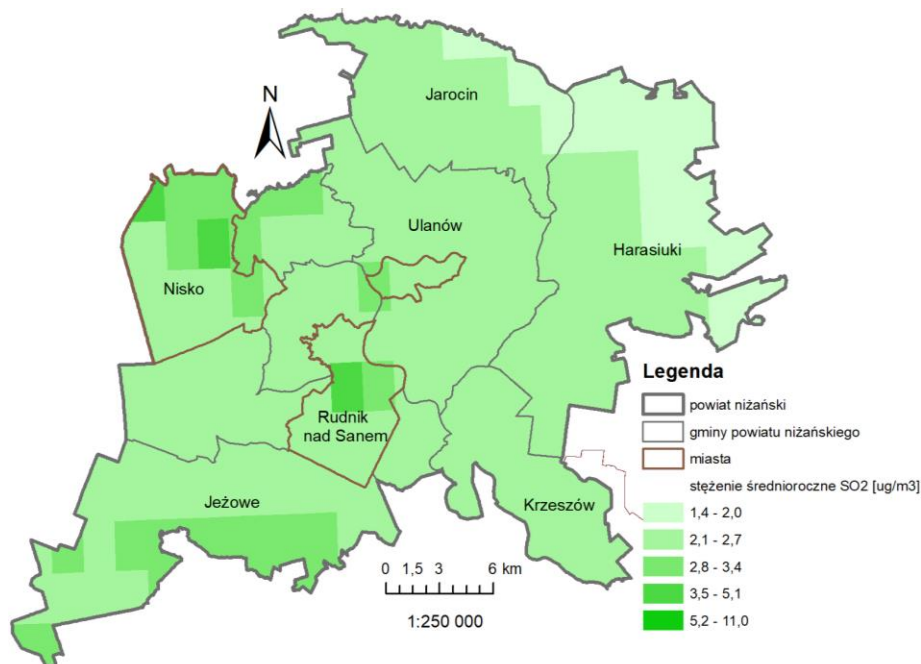 Jarocin
N
Ulanów
Harasiuki
Nisko
Rudnik
nad Sanem
Jeżowe
Krzeszów
0 1,5 3 6 km
1:250 000
Legenda
powiat niżański
gminy powiatu niżańskiego
miasta
stężenie średnioroczne SO2 [ug/m3]
1,4 - 2,0
2,1 - 2,7
2,8 - 3,4
3,5 - 5,1
5,2 - 11,0